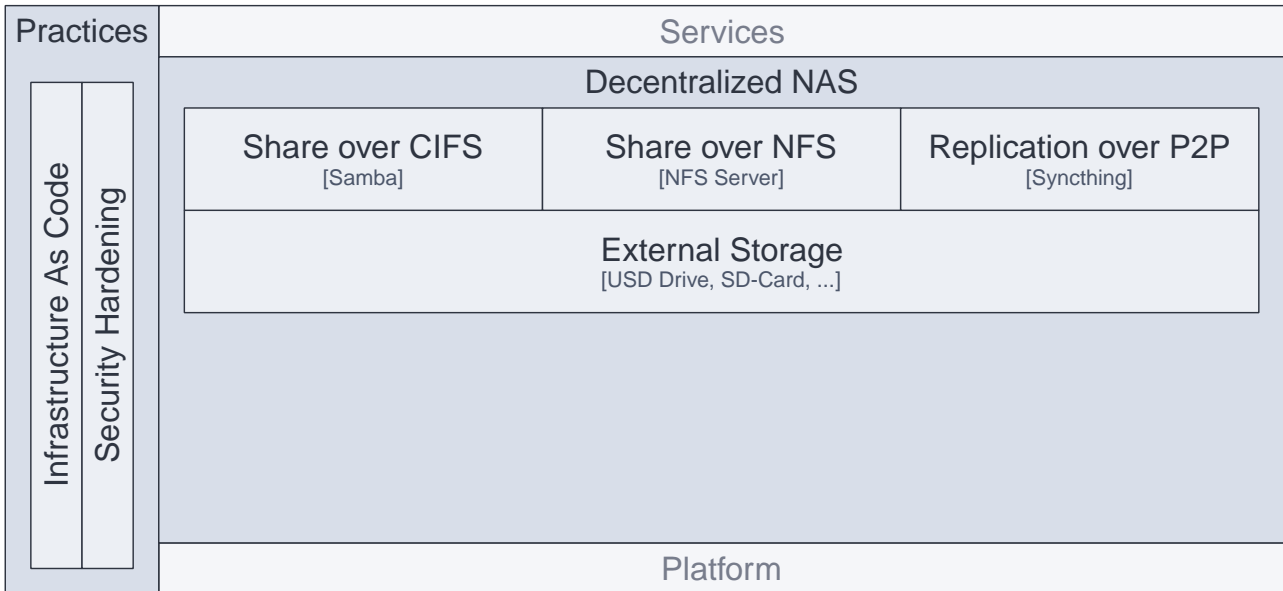 Practices
Services
Decentralized NAS
Infrastructure As Code
Security Hardening
Share over CIFS
[Samba]
Share over NFS
[NFS Server]
Replication over P2P
[Syncthing]
External Storage
[USD Drive, SD-Card, ...]
Platform